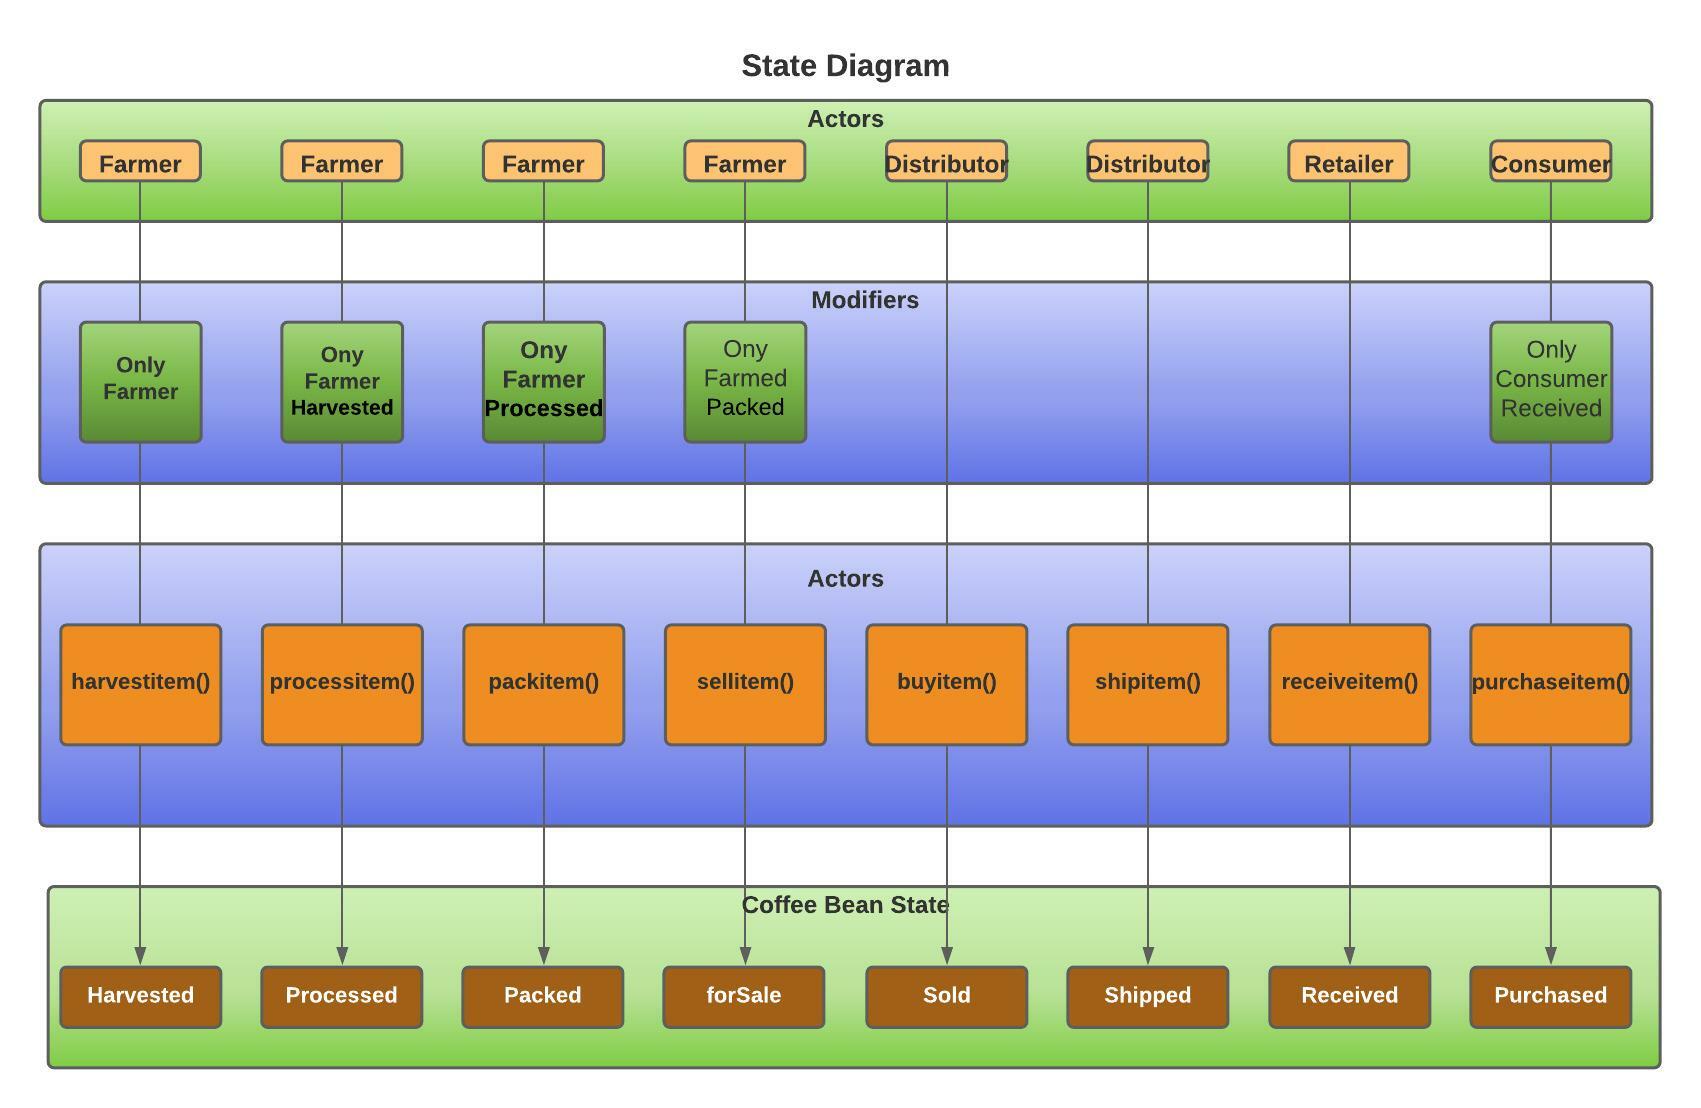 State Diagram
Actors
Farmer Farmer Farmer Farmer Distributor Distributor Retailer Consumer
Modifiers
Only
Farmer
Ony
Farmer
Harvested
Ony
Farmer
Processed
Ony
Farmed
Packed
Only
Consumer
Received
Actors
harvestitem() processitem() packitem() sellitem() buyitem() shipitem() receiveitem() purchaseitem()
Coffee Bean State
Harvested Processed Packed forSale Sold Shipped Received Purchased